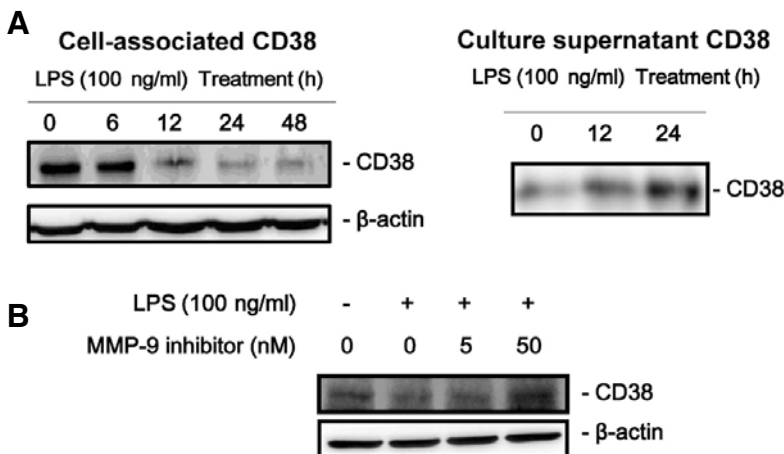 A
Cell-associated CD38
LPS (100 ng/ml) Treatment (h)
0 6 12 24 48
- CD38
- β-actin
Culture supernatant CD38
LPS (100 ng/ml) Treatment (h)
0 12 24
- CD38
B
LPS (100 ng/ml) - + + +
MMP-9 inhibitor (nM) 0 0 5 50
- CD38
- β-actin